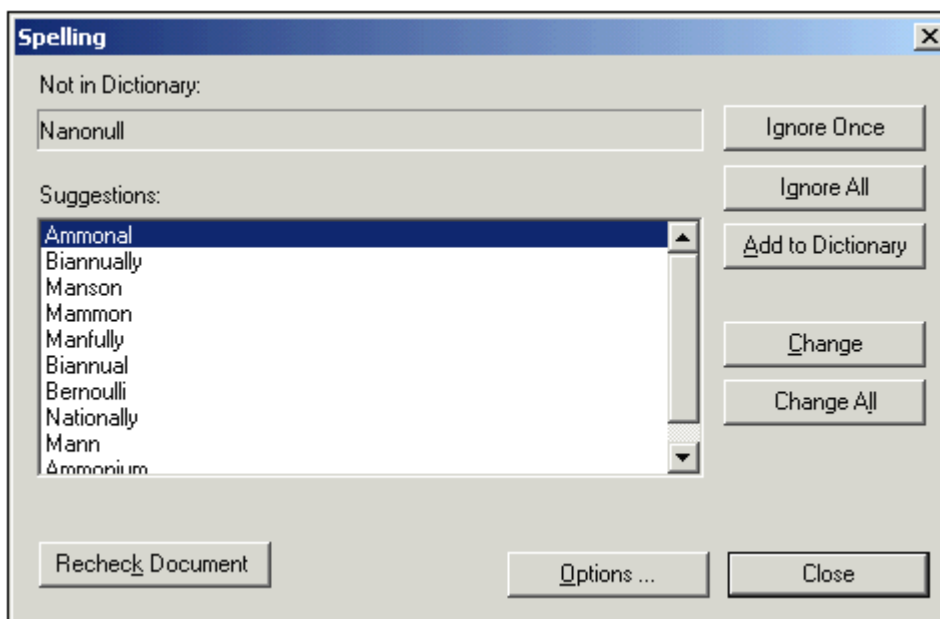 Spelling
Not in Dictionary:
Nanonull
Ignore Once
Ignore All
Suggestions:
Ammonal
Biannually
Manson
Mammon
Manfully
Biannual
Bernoulli
Nationally
Mann
Ammonium
Add to Dictionary
Change
Change All
Recheck Document
Options ...
Close